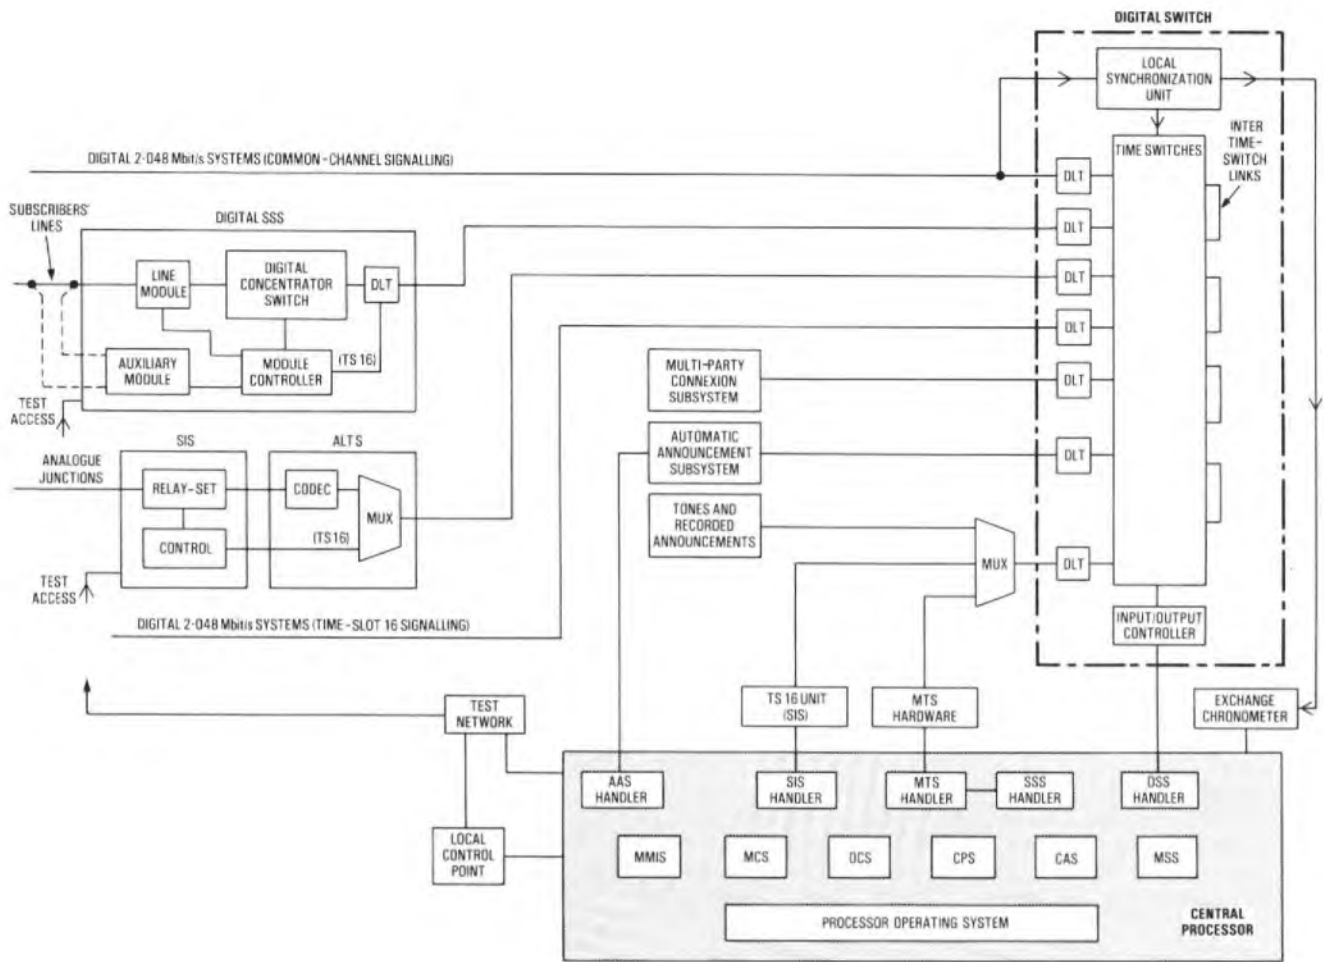 DIGITAL SWITCH
LOCAL
SYNCHRONIZATION
UNIT
INTER
TIME-
SWITCH
LINKS
TIME SWITCHES
DIGITAL 2·048 Mbit/s SYSTEMS (COMMON-CHANNEL SIGNALLING)
DLT
SUBSCRIBERS'
LINES
DIGITAL SSS
DLT
LINE
MODULE
DIGITAL
CONCENTRATOR
SWITCH
DLT
DLT
DLT
AUXILIARY
MODULE
MODULE
CONTROLLER
(TS 16)
MULTI-PARTY
CONNEXION
SUBSYSTEM
DLT
TEST
ACCESS
SIS
ALTS
AUTOMATIC
ANNOUNCEMENT
SUBSYSTEM
DLT
ANALOGUE
JUNCTIONS
RELAY-SET
CODEC
MUX
TONES AND
RECORDED
ANNOUNCEMENTS
CONTROL
(TS16)
MUX
DLT
TEST
ACCESS
DIGITAL 2·048 Mbit/s SYSTEMS (TIME-SLOT 16 SIGNALLING)
INPUT/OUTPUT
CONTROLLER
TEST
NETWORK
TS 16 UNIT
(SIS)
MTS
HARDWARE
EXCHANGE
CHRONOMETER
AAS
HANDLER
SIS
HANDLER
MTS
HANDLER
SSS
HANDLER
DSS
HANDLER
LOCAL
CONTROL
POINT
MMIS
MCS
OCS
CPS
CAS
MSS
PROCESSOR OPERATING SYSTEM
CENTRAL
PROCESSOR